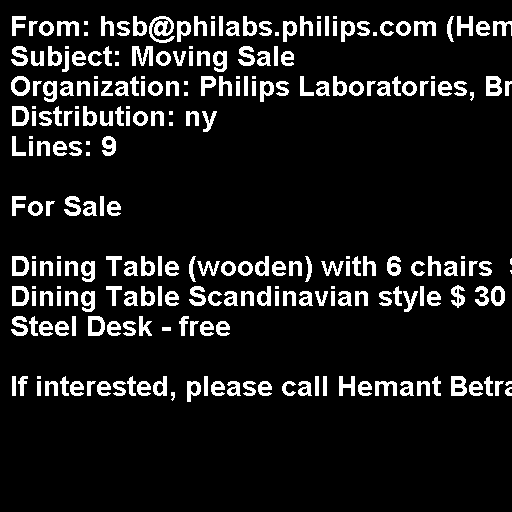 From: hsb@philabs.philips.com (Hem
Subject: Moving Sale
Organization: Philips Laboratories, Br
Distribution: ny
Lines: 9
For Sale
Dining Table (wooden) with 6 chairs
Dining Table Scandinavian style $ 30
Steel Desk - free
If interested, please call Hemant Betra